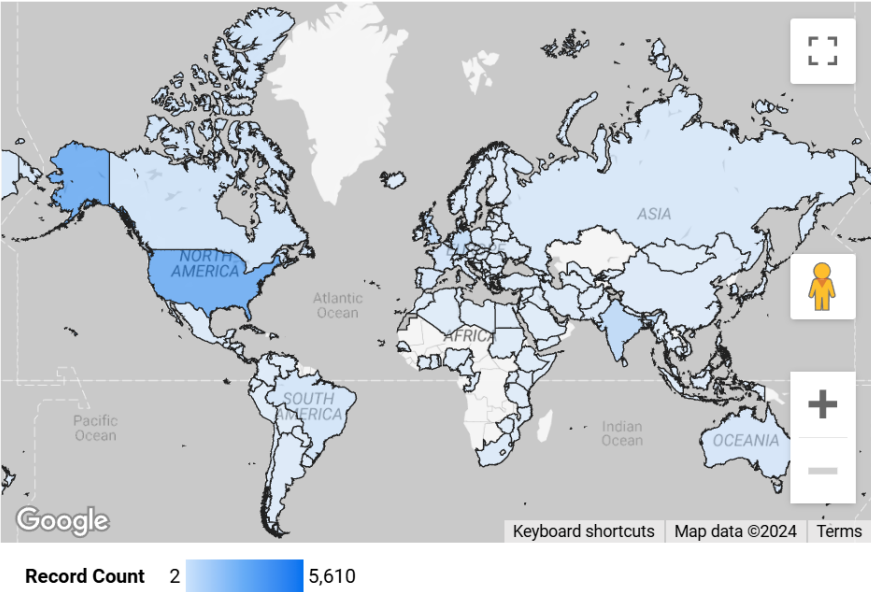 ASIA
EUROPE
NORTH
AMERICA
Atlantic
Ocean
AFRICA
SOUTH
AMERICA
Pacific
Ocean
Indian
Ocean
OCEANIA
Google
Keyboard shortcuts Map data ©2024 Terms
Record Count 2 5,610